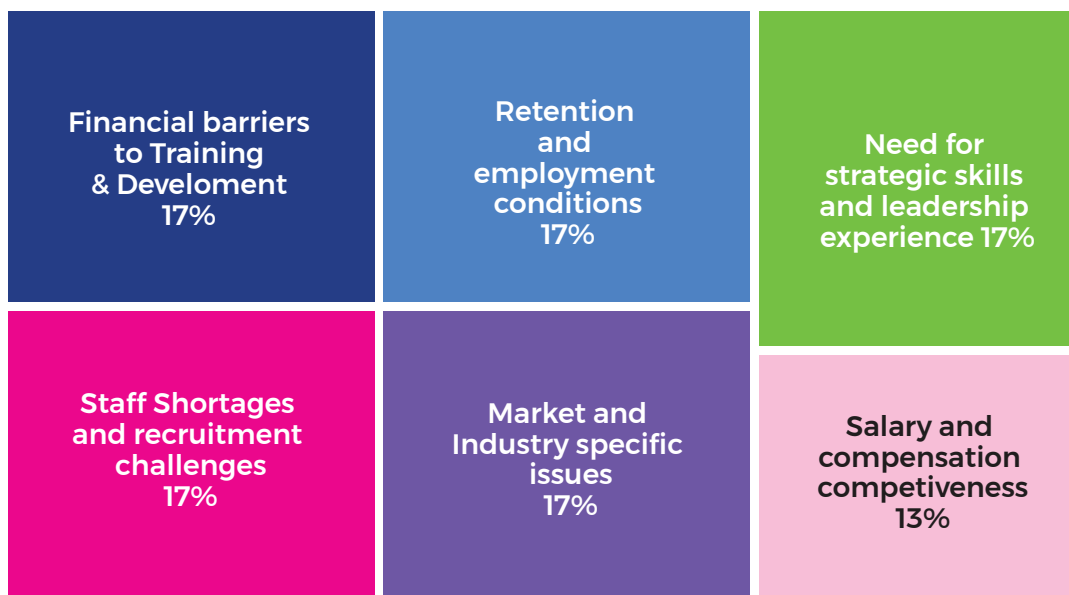 Financial barriers
to Training
& Develoment
17%
Retention
and
employment
conditions
17%
Need for
strategic skills
and leadership
experience 17%
Staff Shortages
and recruitment
challenges
17%
Market and
Industry specific
issues
17%
Salary and
compensation
competiveness
13%